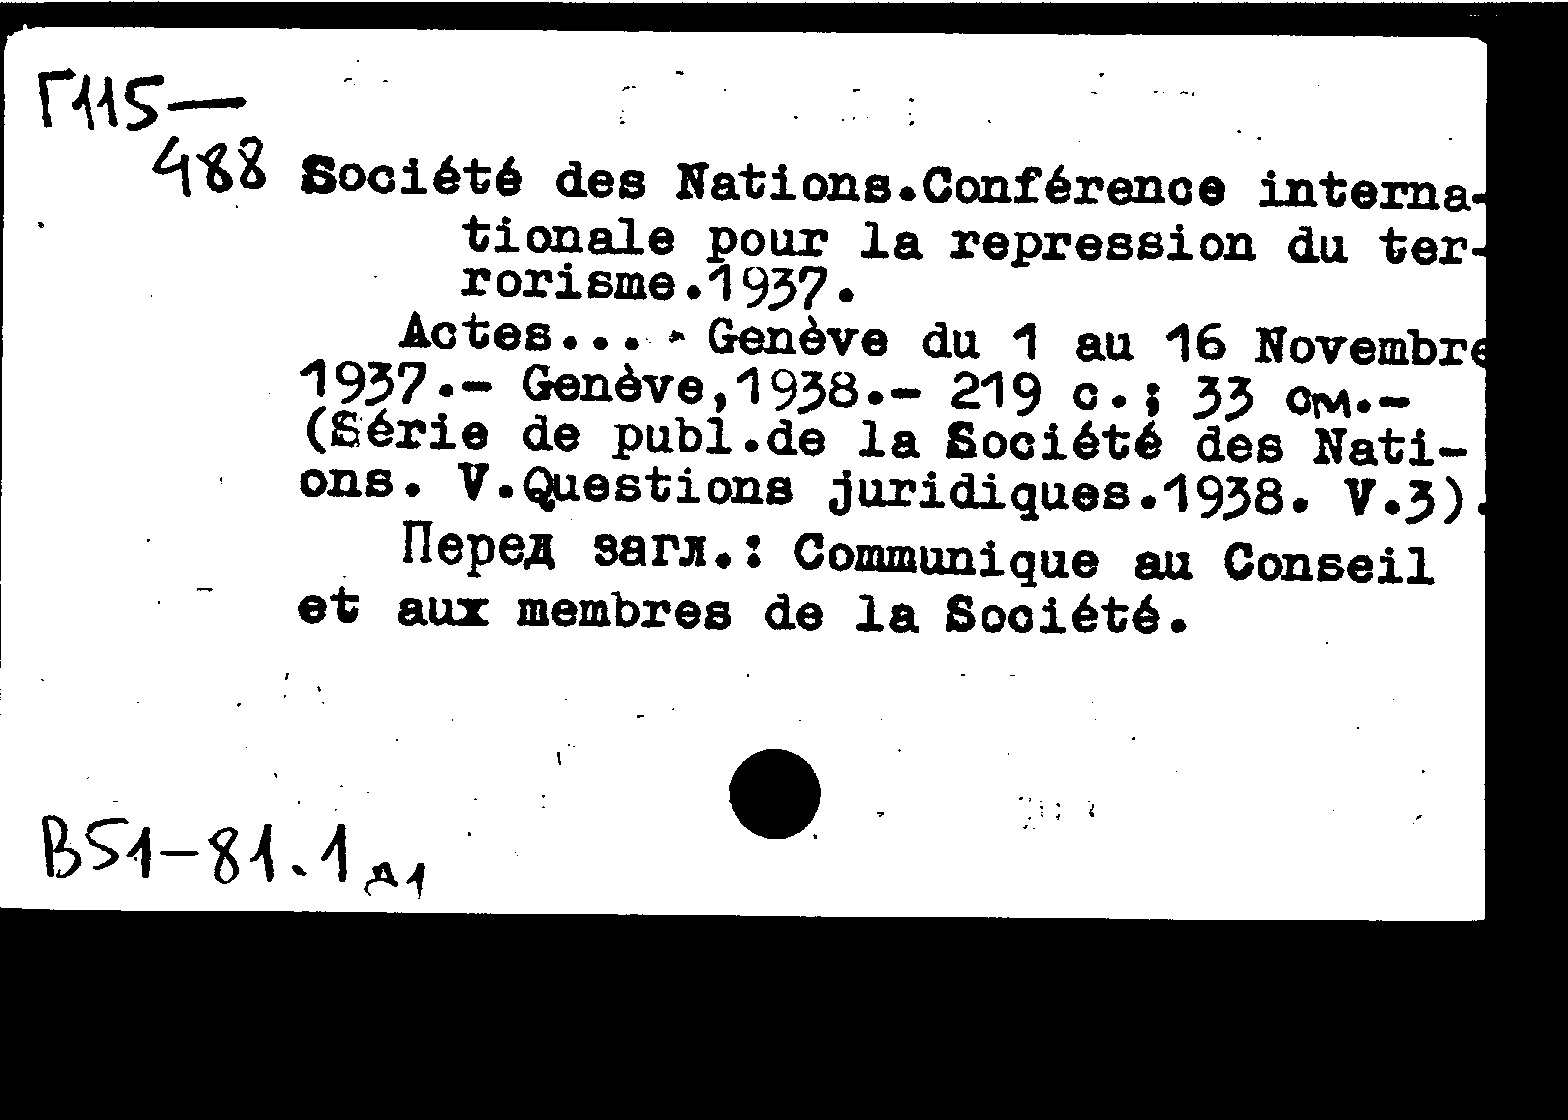 Г115—
488 Société des Nations.Conférence interna-
tionale pour la repression du ter-
rorisme.1937.
Actes... - Genève du 1 au 16 Novembre
1937.- Genève,1938.- 219 с.; 33 см.-
(Série de publ.de la Société des Nati-
ons. V.Questions juridiques.1938. V.3).
Перед загл.: Communique au Conseil
et aux membres de la Société.
B51-81.1 д1